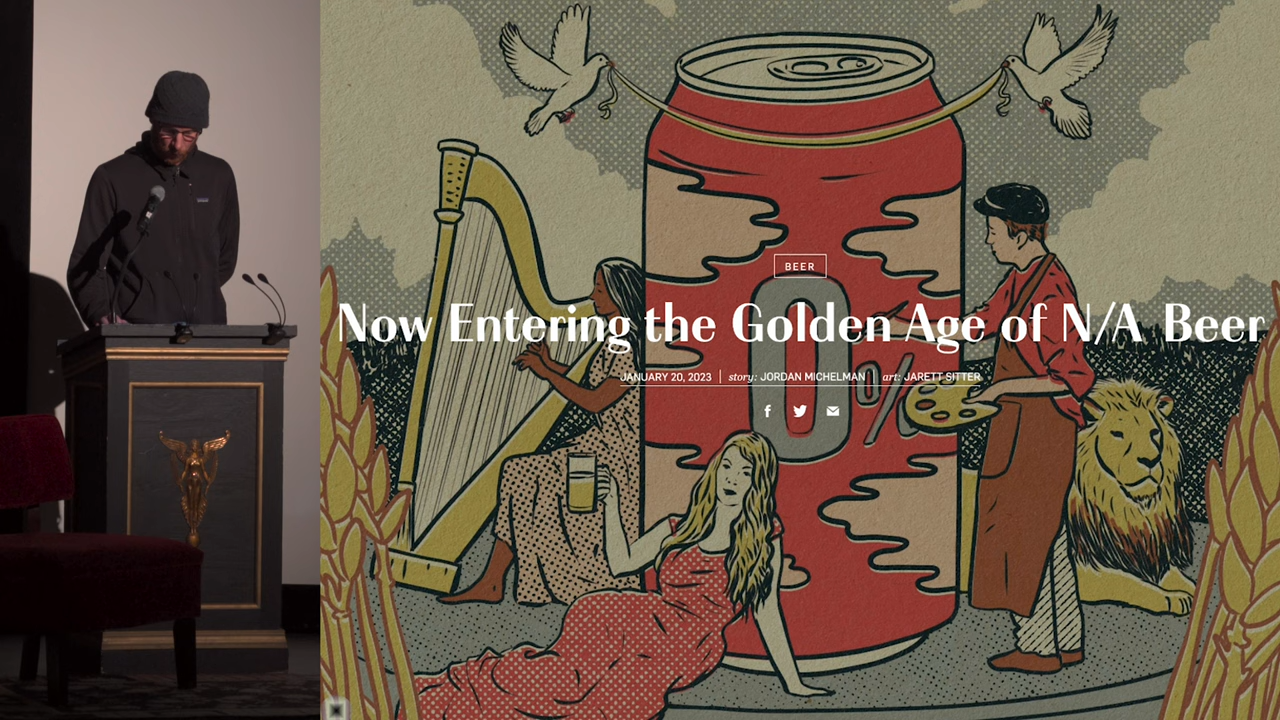 BEER
Now Entering the Golden Age of N/A Beer
JANUARY 20, 2023 | story: JORDAN MICHELMAN | art: JARETT SITTER
0%